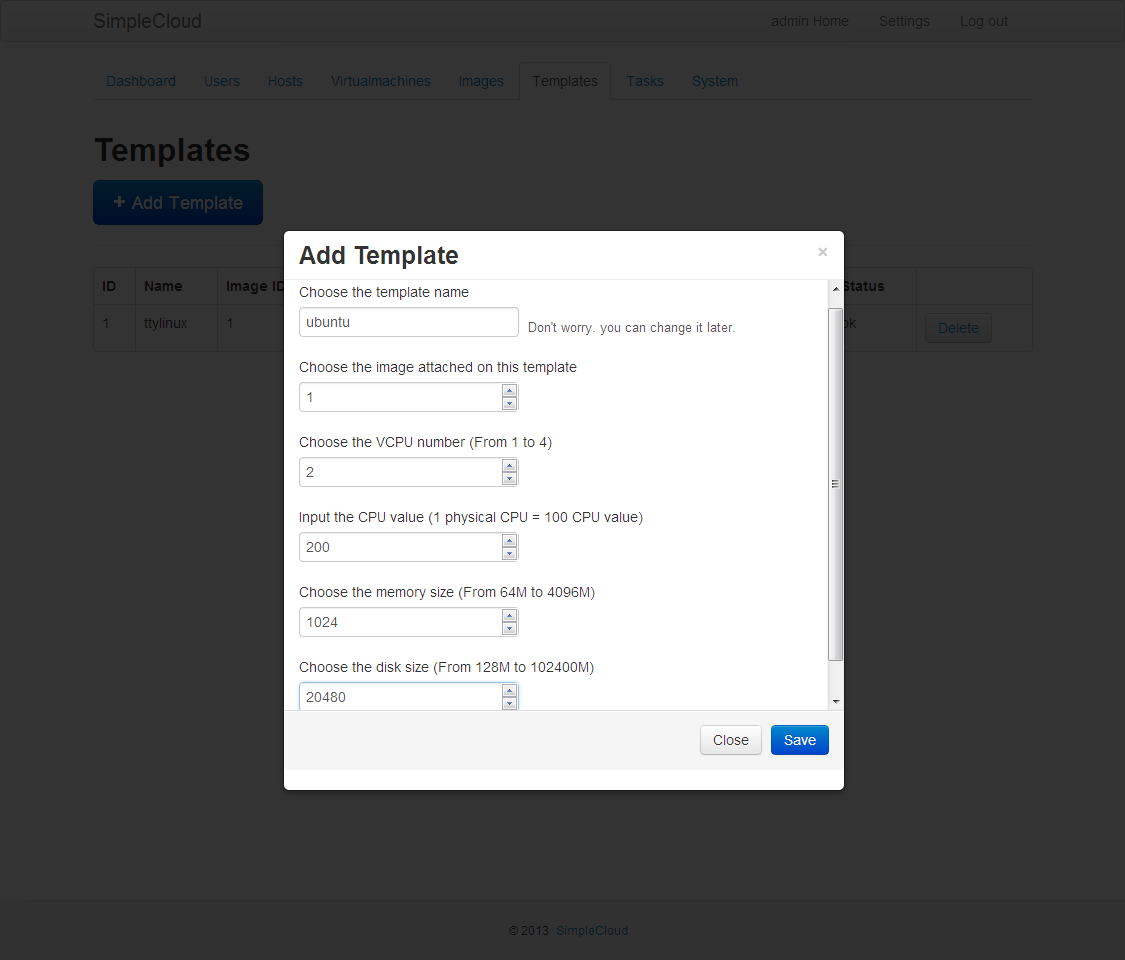 SimpleCloud admin Home Settings Log out
Dashboard Users Hosts Virtualmachines Images Templates Tasks System
Templates
+ Add Template
ID Name Image ID Status
1 ttylinux 1 ok Delete
Add Template ×
Choose the template name
ubuntu Don't worry. you can change it later.
Choose the image attached on this template
1
Choose the VCPU number (From 1 to 4)
2
Input the CPU value (1 physical CPU = 100 CPU value)
200
Choose the memory size (From 64M to 4096M)
1024
Choose the disk size (From 128M to 102400M)
20480
Close Save
© 2013 SimpleCloud